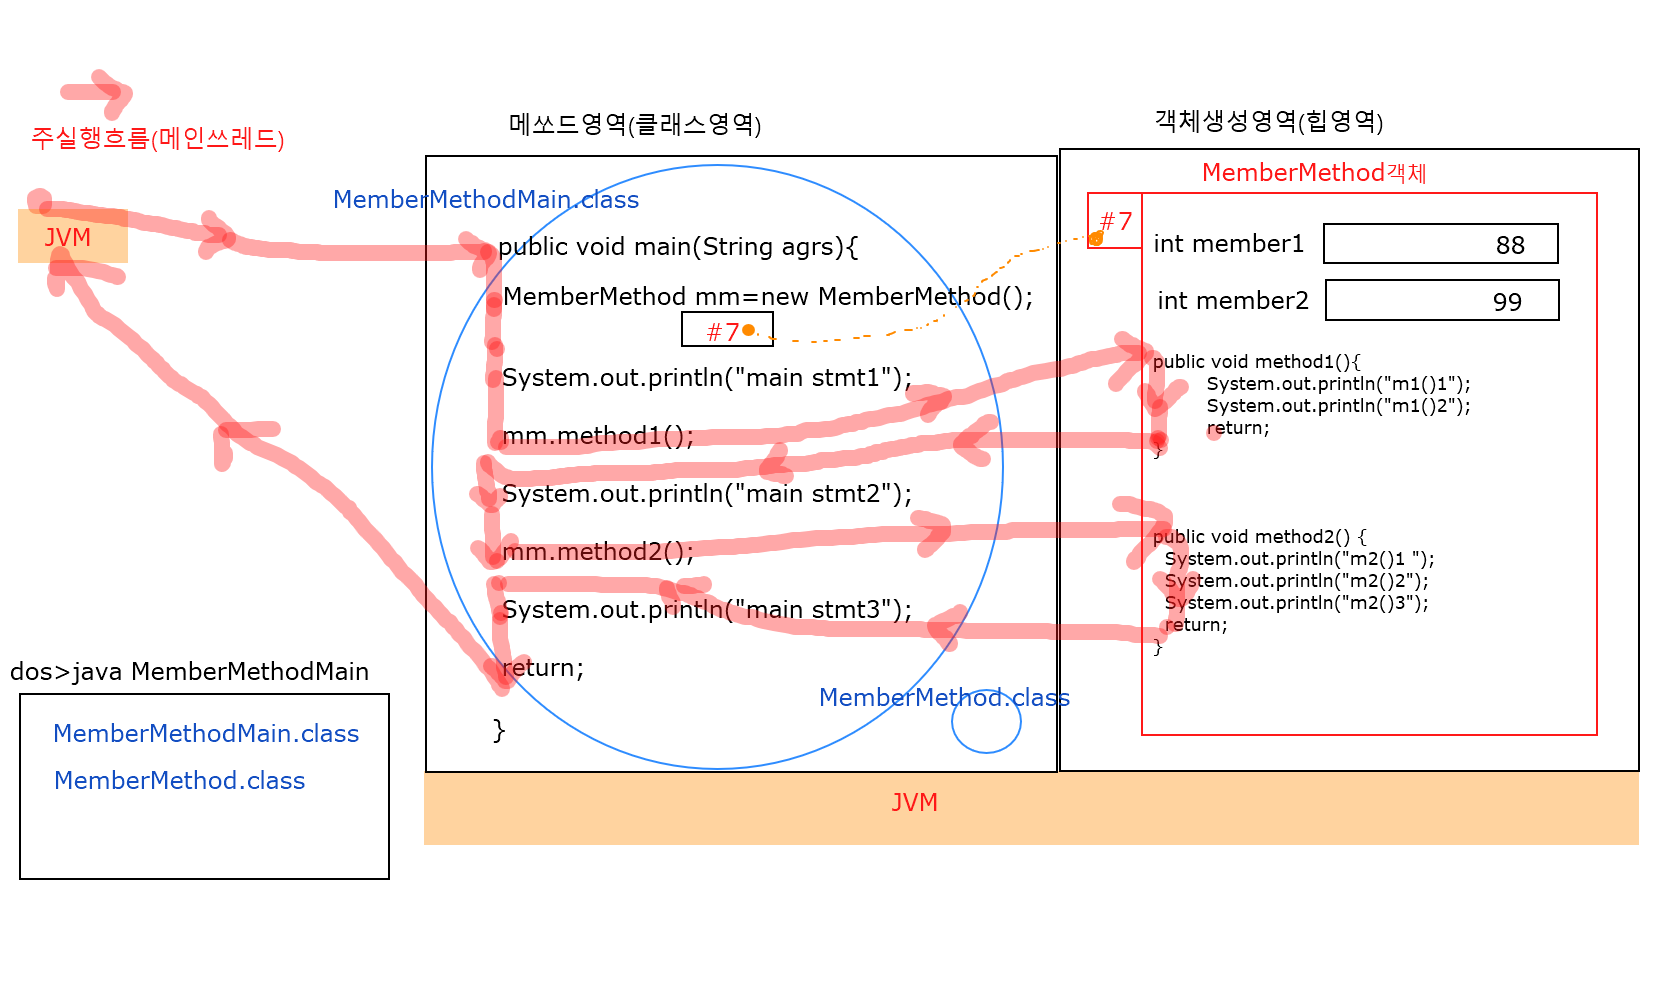 주실행흐름(메인쓰레드)
JVM
dos>java MemberMethodMain
MemberMethodMain.class
MemberMethod.class
메쏘드영역(클래스영역)
MemberMethodMain.class
public void main(String agrs){
MemberMethod mm=new MemberMethod();
#7
System.out.println("main stmt1");
mm.method1();
System.out.println("main stmt2");
mm.method2();
System.out.println("main stmt3");
return;
}
MemberMethod.class
객체생성영역(힙영역)
MemberMethod객체
#7
int member1 88
int member2 99
public void method1(){
System.out.println("m1()1");
System.out.println("m1()2");
return;
}
public void method2() {
System.out.println("m2()1 ");
System.out.println("m2()2");
System.out.println("m2()3");
return;
}
JVM